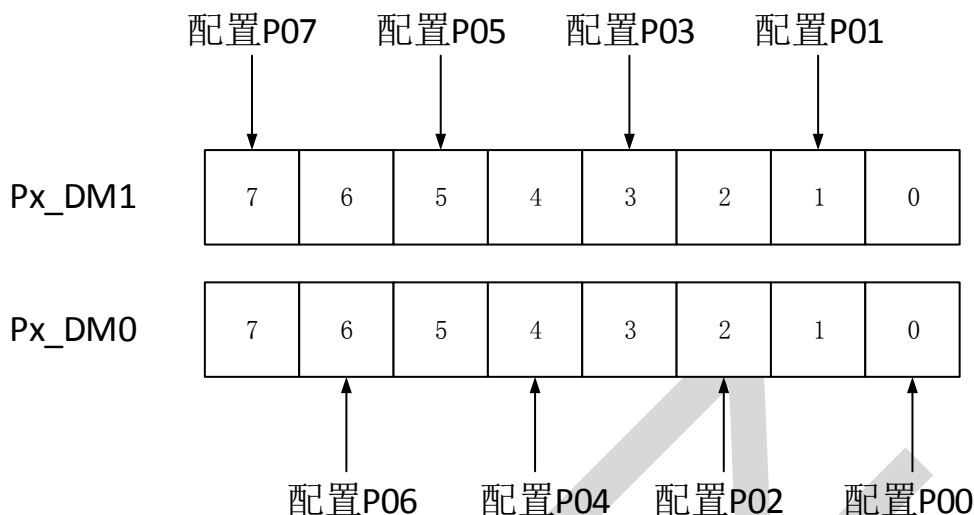 配置P07 配置P05 配置P03 配置P01
Px_DM1 7 6 5 4 3 2 1 0
Px_DM0 7 6 5 4 3 2 1 0
配置P06 配置P04 配置P02 配置P00